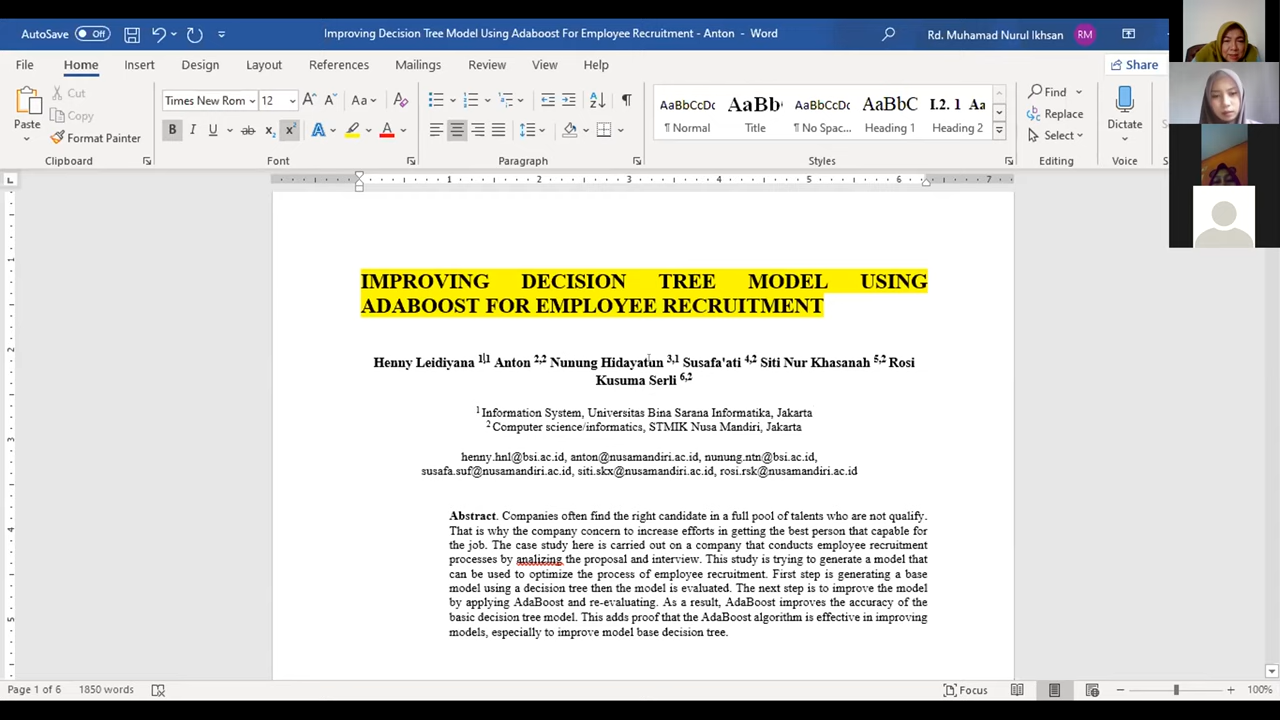 AutoSave Off Improving Decision Tree Model Using Adaboost For Employee Recruitment - Anton - Word Rd. Muhamad Nurul Ikhsan RM
File Home Insert Design Layout References Mailings Review View Help Share
Cut
Copy
Paste
Format Painter
Times New Rom 12
Aa
B I U ab x₂ x² A A
AaBbCcDc AaBb AaBbCcDc AaBbC I.2. 1 Aa
¶ Normal Title ¶ No Spac... Heading 1 Heading 2
Find
Replace
Select
Dictate
Clipboard Font Paragraph Styles Editing Voice
1 2 3 4 5 6 7
IMPROVING DECISION TREE MODEL USING
ADABOOST FOR EMPLOYEE RECRUITMENT
Henny Leidiyana 1,1 Anton 2,2 Nunung Hidayatun 3,1 Susafa'ati 4,2 Siti Nur Khasanah 5,2 Rosi
Kusuma Serli 6,2
1 Information System, Universitas Bina Sarana Informatika, Jakarta
2 Computer science/informatics, STMIK Nusa Mandiri, Jakarta
henny.hnl@bsi.ac.id, anton@nusamandiri.ac.id, nunung.ntn@bsi.ac.id,
susafa.suf@nusamandiri.ac.id, siti.skx@nusamandiri.ac.id, rosi.rsk@nusamandiri.ac.id
Abstract. Companies often find the right candidate in a full pool of talents who are not qualify.
That is why the company concern to increase efforts in getting the best person that capable for
the job. The case study here is carried out on a company that conducts employee recruitment
processes by analizing the proposal and interview. This study is trying to generate a model that
can be used to optimize the process of employee recruitment. First step is generating a base
model using a decision tree then the model is evaluated. The next step is to improve the model
by applying AdaBoost and re-evaluating. As a result, AdaBoost improves the accuracy of the
basic decision tree model. This adds proof that the AdaBoost algorithm is effective in improving
models, especially to improve model base decision tree.
Page 1 of 6 1850 words Focus 100%